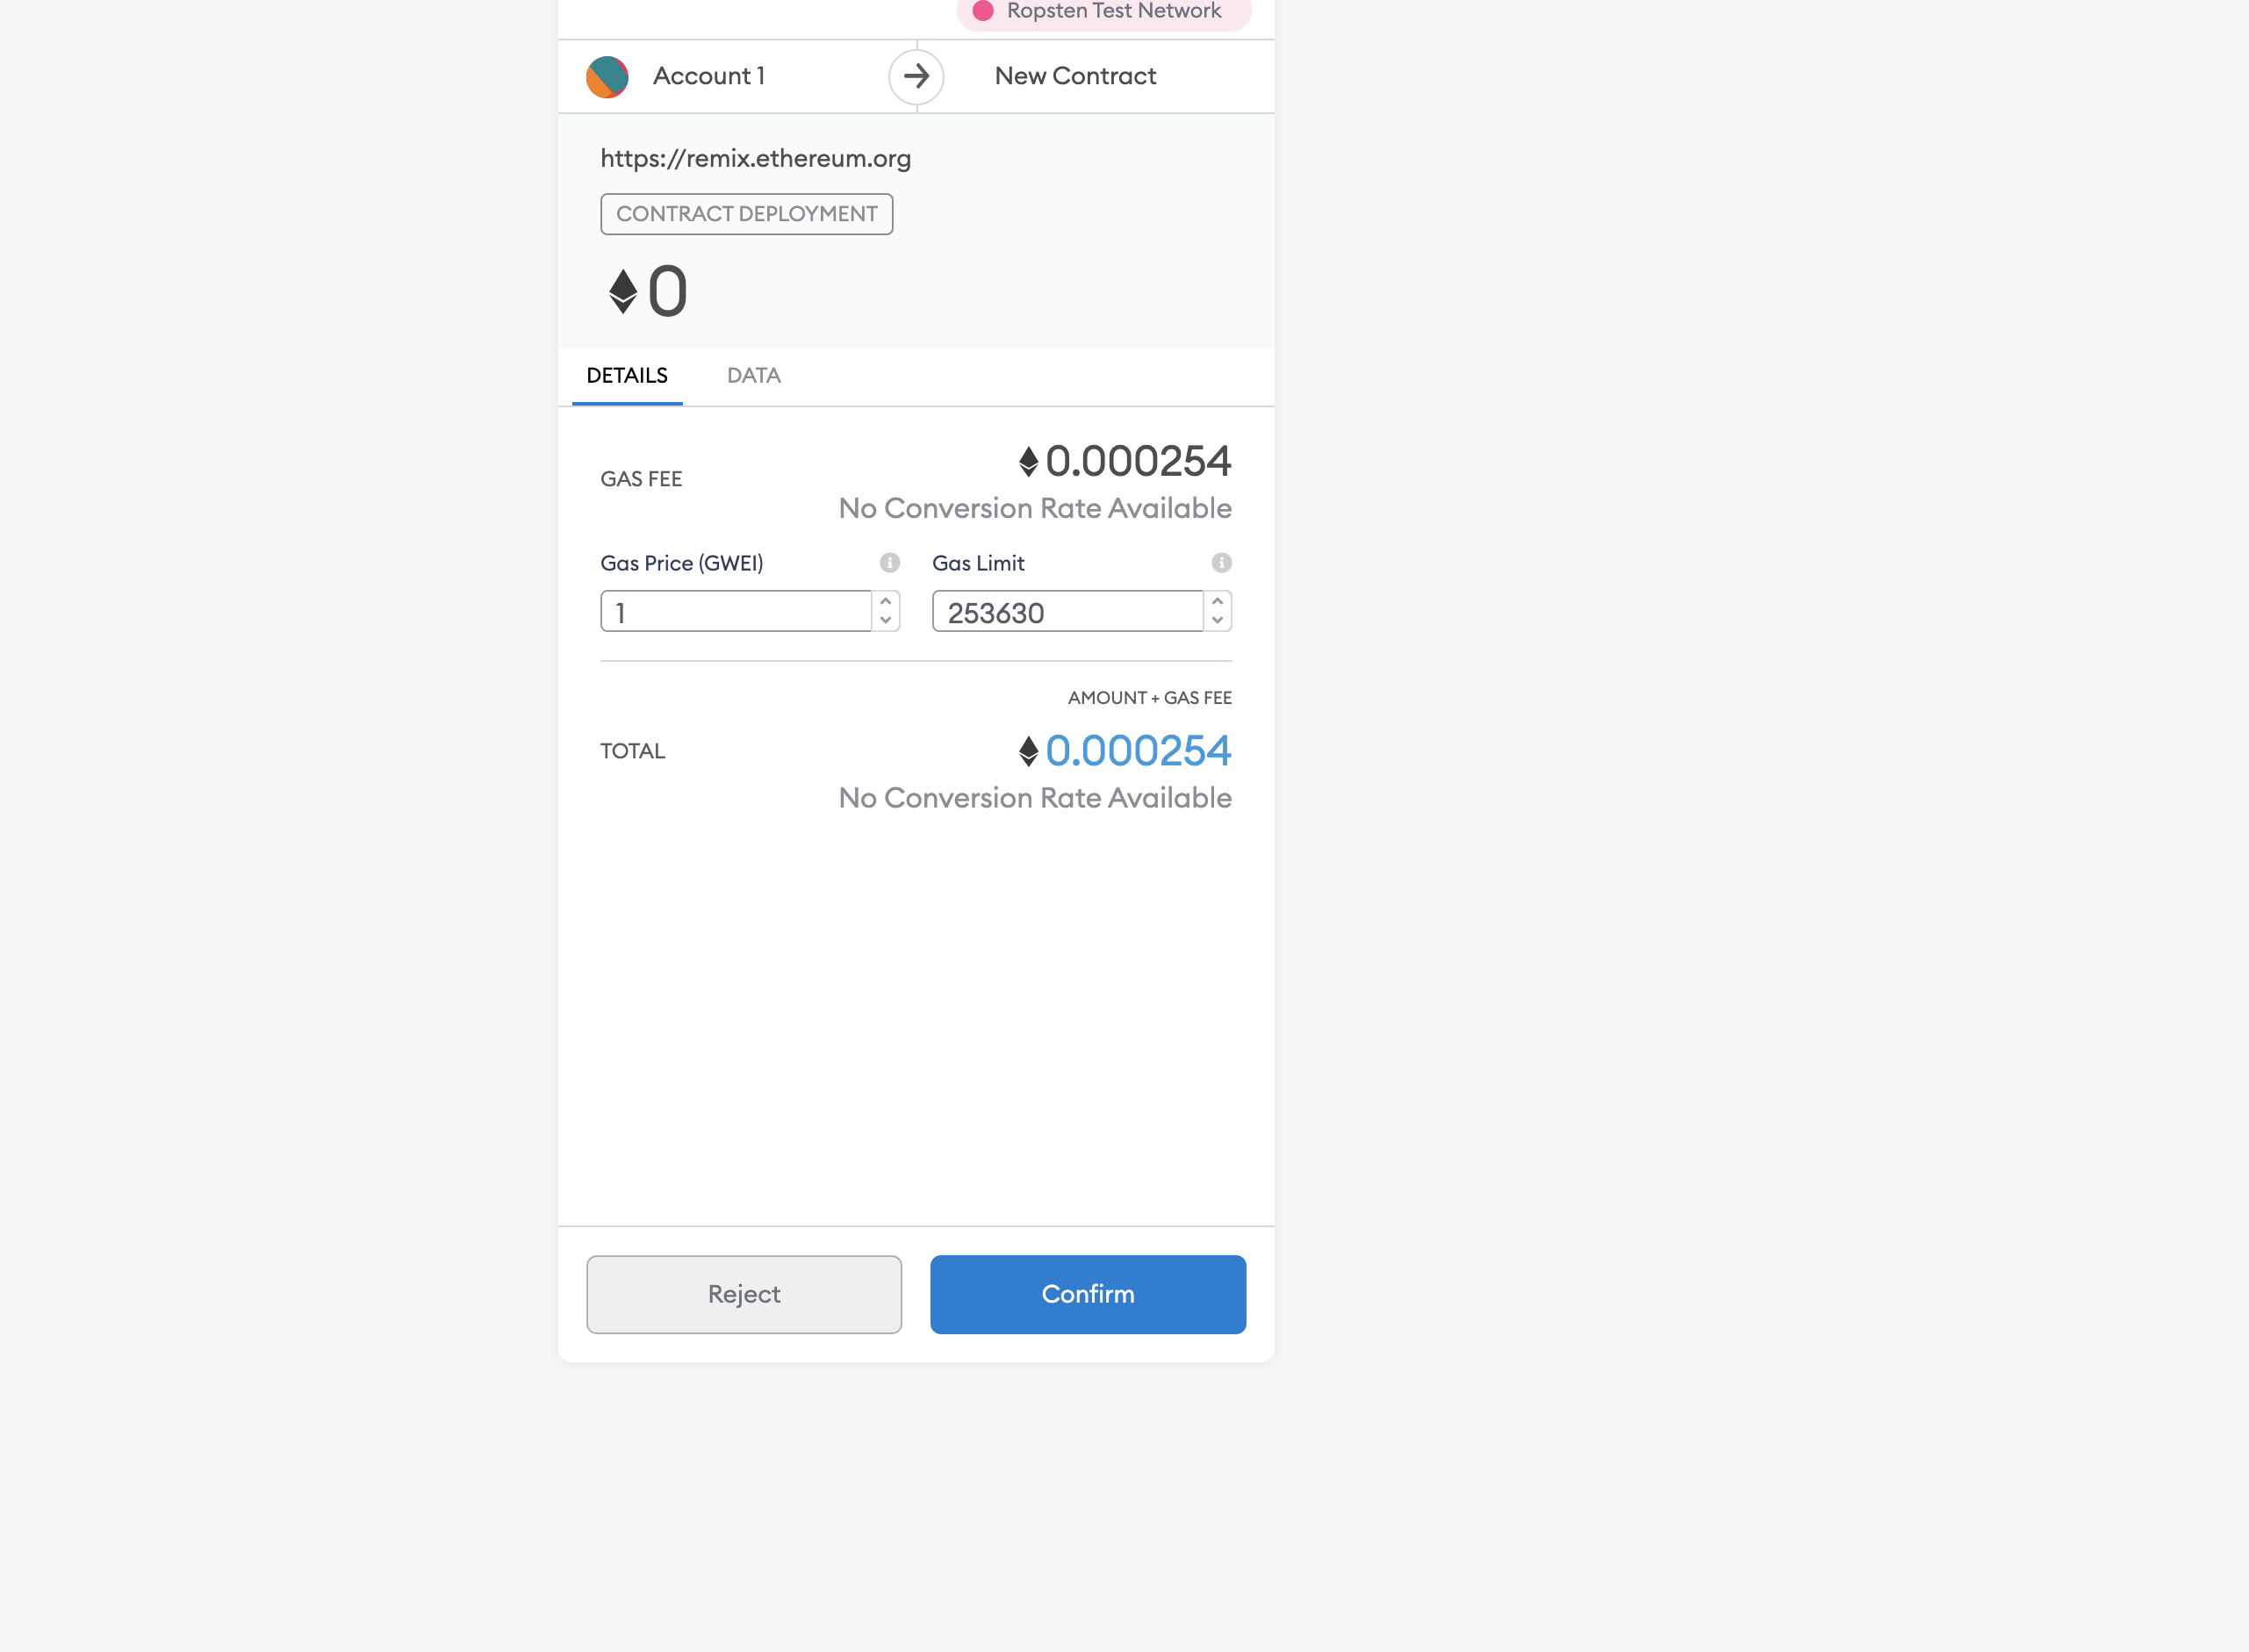 Ropsten Test Network
Account 1
New Contract
https://remix.ethereum.org
CONTRACT DEPLOYMENT
0
DETAILS
DATA
GAS FEE
0.000254
No Conversion Rate Available
Gas Price (GWEI)
Gas Limit
1
253630
AMOUNT + GAS FEE
TOTAL
0.000254
No Conversion Rate Available
Reject
Confirm